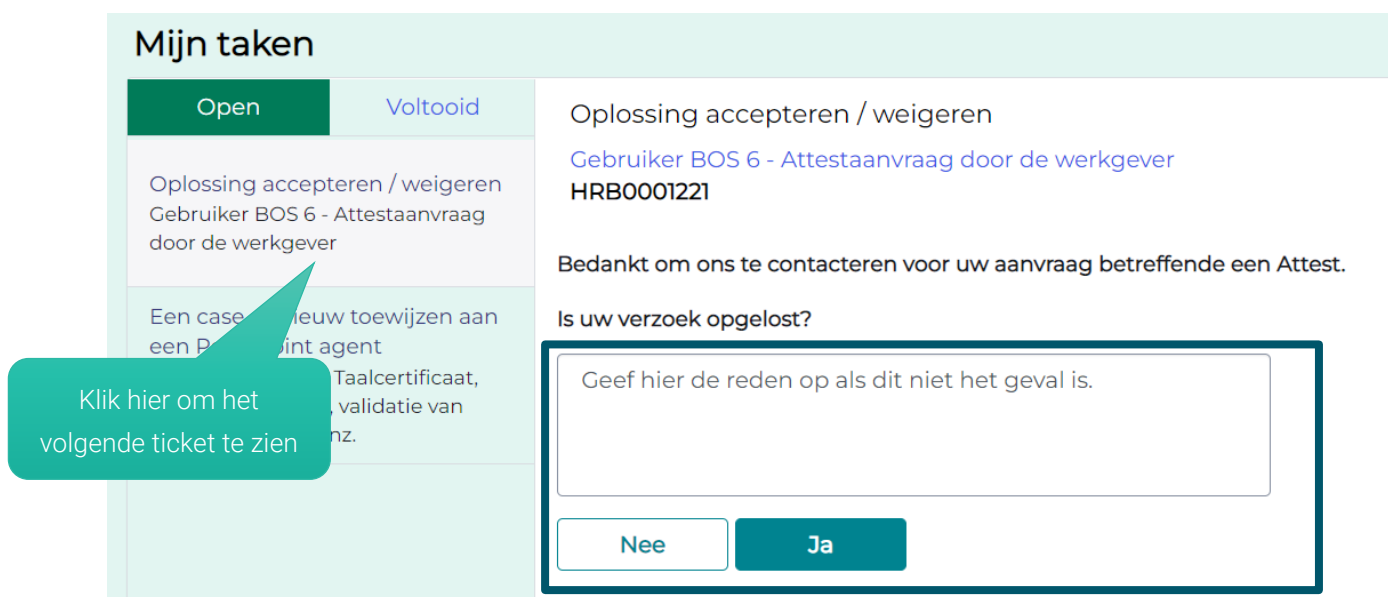 Mijn taken
Open
Voltooid
Oplossing accepteren / weigeren
Gebruiker BOS 6 - Attestaanvraag
door de werkgever
Een case
nieuw toewijzen aan
een
agent
Taalcertificaat,
, validatie van
nz.
Klik hier om het
volgende ticket te zien
Oplossing accepteren / weigeren
Gebruiker BOS 6 - Attestaanvraag door de werkgever
HRB0001221
Bedankt om ons te contacteren voor uw aanvraag betreffende een Attest.
Is uw verzoek opgelost?
Geef hier de reden op als dit niet het geval is.
Nee
Ja